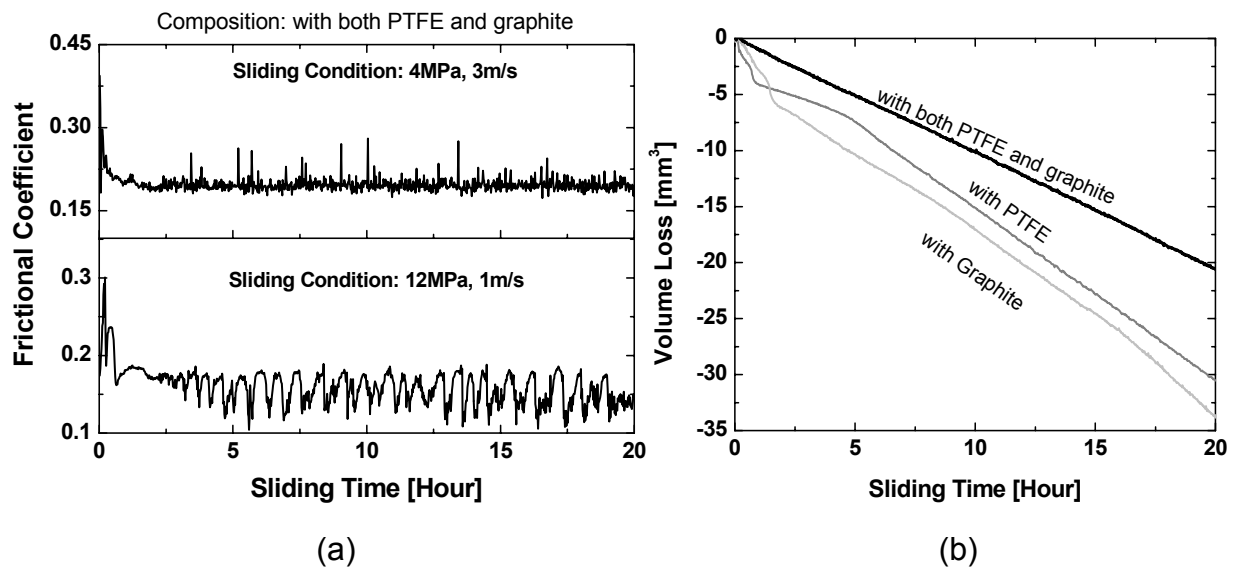 Composition: with both PTFE and graphite
0.45
Sliding Condition: 4MPa, 3m/s
0.30
0.15
Frictional Coefficient
0.3
Sliding Condition: 12MPa, 1m/s
0.2
0.1
0 5 10 15 20
Sliding Time [Hour]
(a)
0
-5
-10
-15
-20
-25
-30
-35
Volume Loss [mm³]
with both PTFE and graphite
with PTFE
with Graphite
0 5 10 15 20
Sliding Time [Hour]
(b)